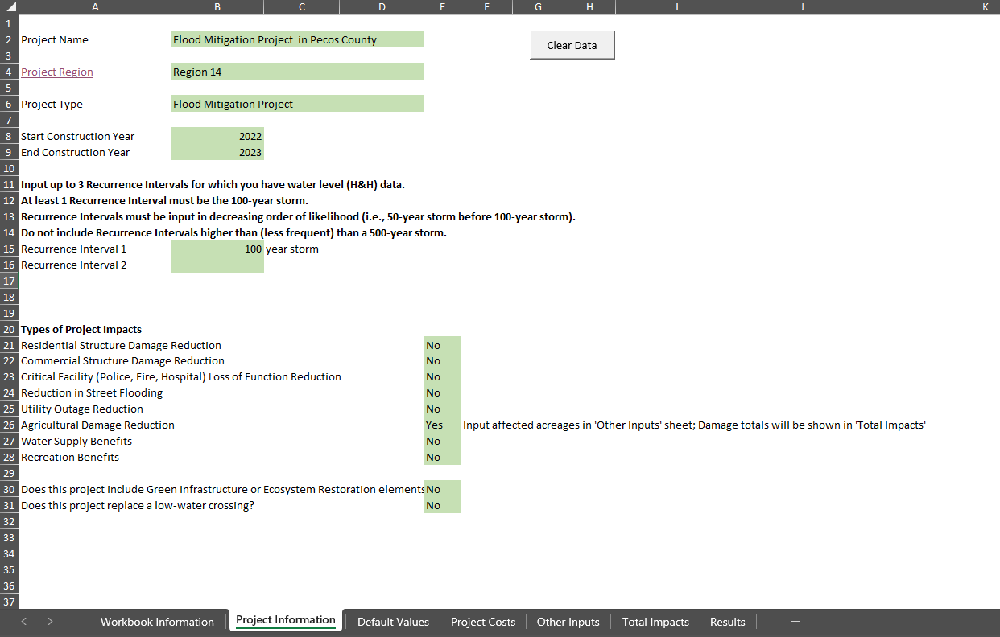 A B C D E F G H I J K
1
2 Project Name Flood Mitigation Project  in Pecos County Clear Data
3
4 Project Region Region 14
5
6 Project Type Flood Mitigation Project
7
8 Start Construction Year 2022
9 End Construction Year 2023
10
11 Input up to 3 Recurrence Intervals for which you have water level (H&H) data.
12 At least 1 Recurrence Interval must be the 100-year storm.
13 Recurrence Intervals must be input in decreasing order of likelihood (i.e., 50-year storm before 100-year storm).
14 Do not include Recurrence Intervals higher than (less frequent) than a 500-year storm.
15 Recurrence Interval 1 100 year storm
16 Recurrence Interval 2
17
18
19
20 Types of Project Impacts
21 Residential Structure Damage Reduction No
22 Commercial Structure Damage Reduction No
23 Critical Facility (Police, Fire, Hospital) Loss of Function Reduction No
24 Reduction in Street Flooding No
25 Utility Outage Reduction No
26 Agricultural Damage Reduction Yes Input affected acreages in 'Other Inputs' sheet; Damage totals will be shown in 'Total Impacts'
27 Water Supply Benefits No
28 Recreation Benefits No
29
30 Does this project include Green Infrastructure or Ecosystem Restoration elements No
31 Does this project replace a low-water crossing? No
32
33
34
35
36
37
Workbook Information Project Information Default Values Project Costs Other Inputs Total Impacts Results